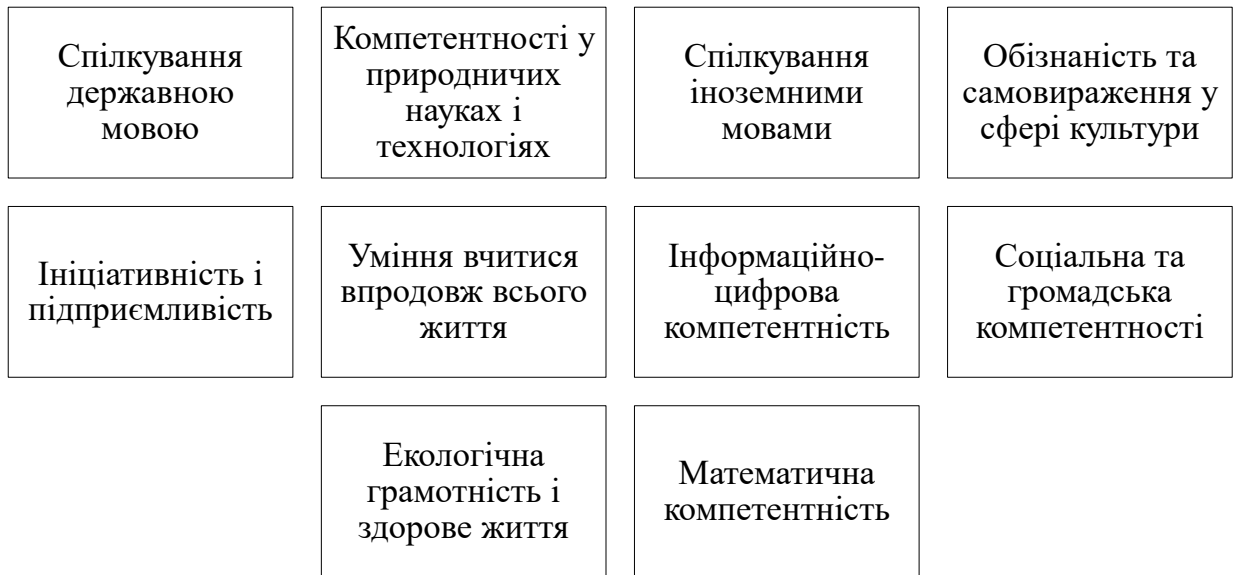 Спілкування
державною
мовою
Компетентності у
природничих
науках і
технологіях
Спілкування
іноземними
мовами
Обізнаність та
самовираження у
сфері культури
Ініціативність і
підприємливість
Уміння вчитися
впродовж всього
життя
Інформаційно-
цифрова
компетентність
Соціальна та
громадська
компетентності
Екологічна
грамотність і
здорове життя
Математична
компетентність